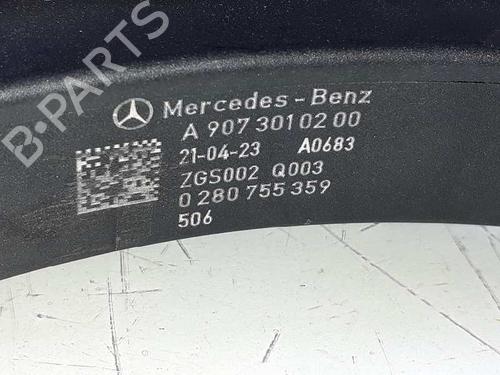 Mercedes-Benz
A 907 301 02 00
21-04-23 A0683
ZGS002 Q003
0 280 755 359
506
B-PARTS